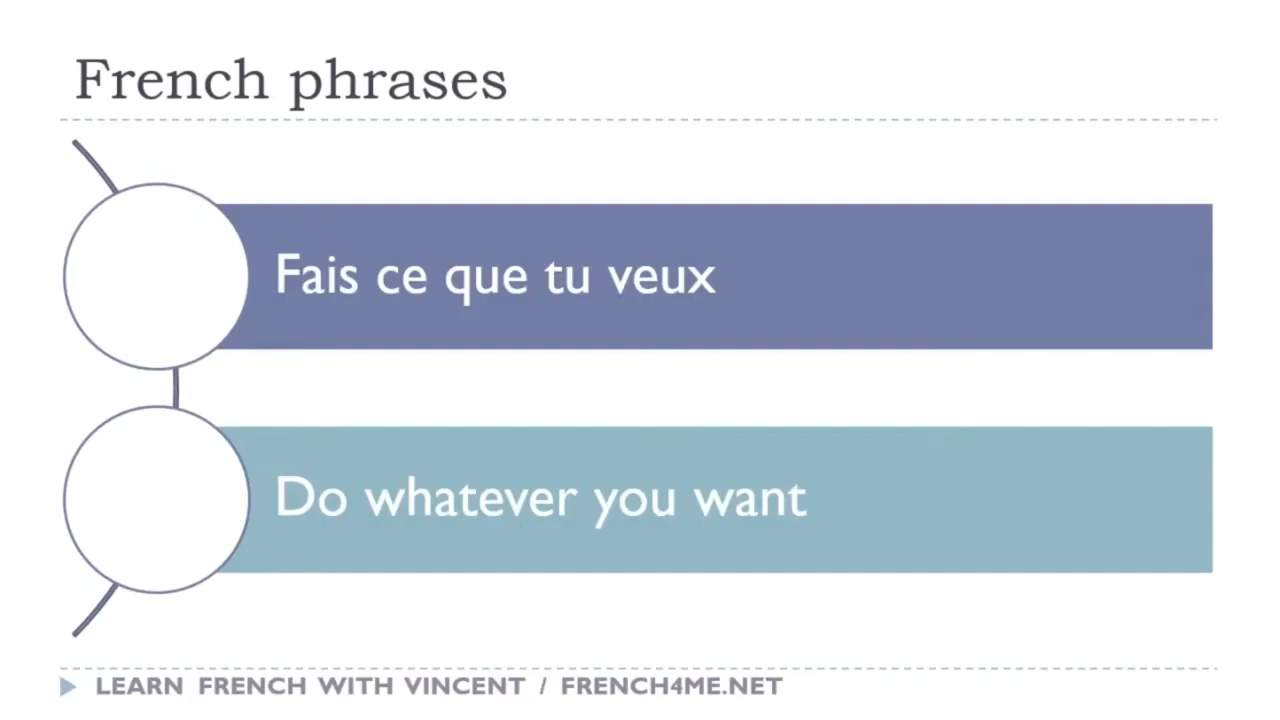 French phrases
Fais ce que tu veux
Do whatever you want
LEARN FRENCH WITH VINCENT / FRENCH4ME.NET